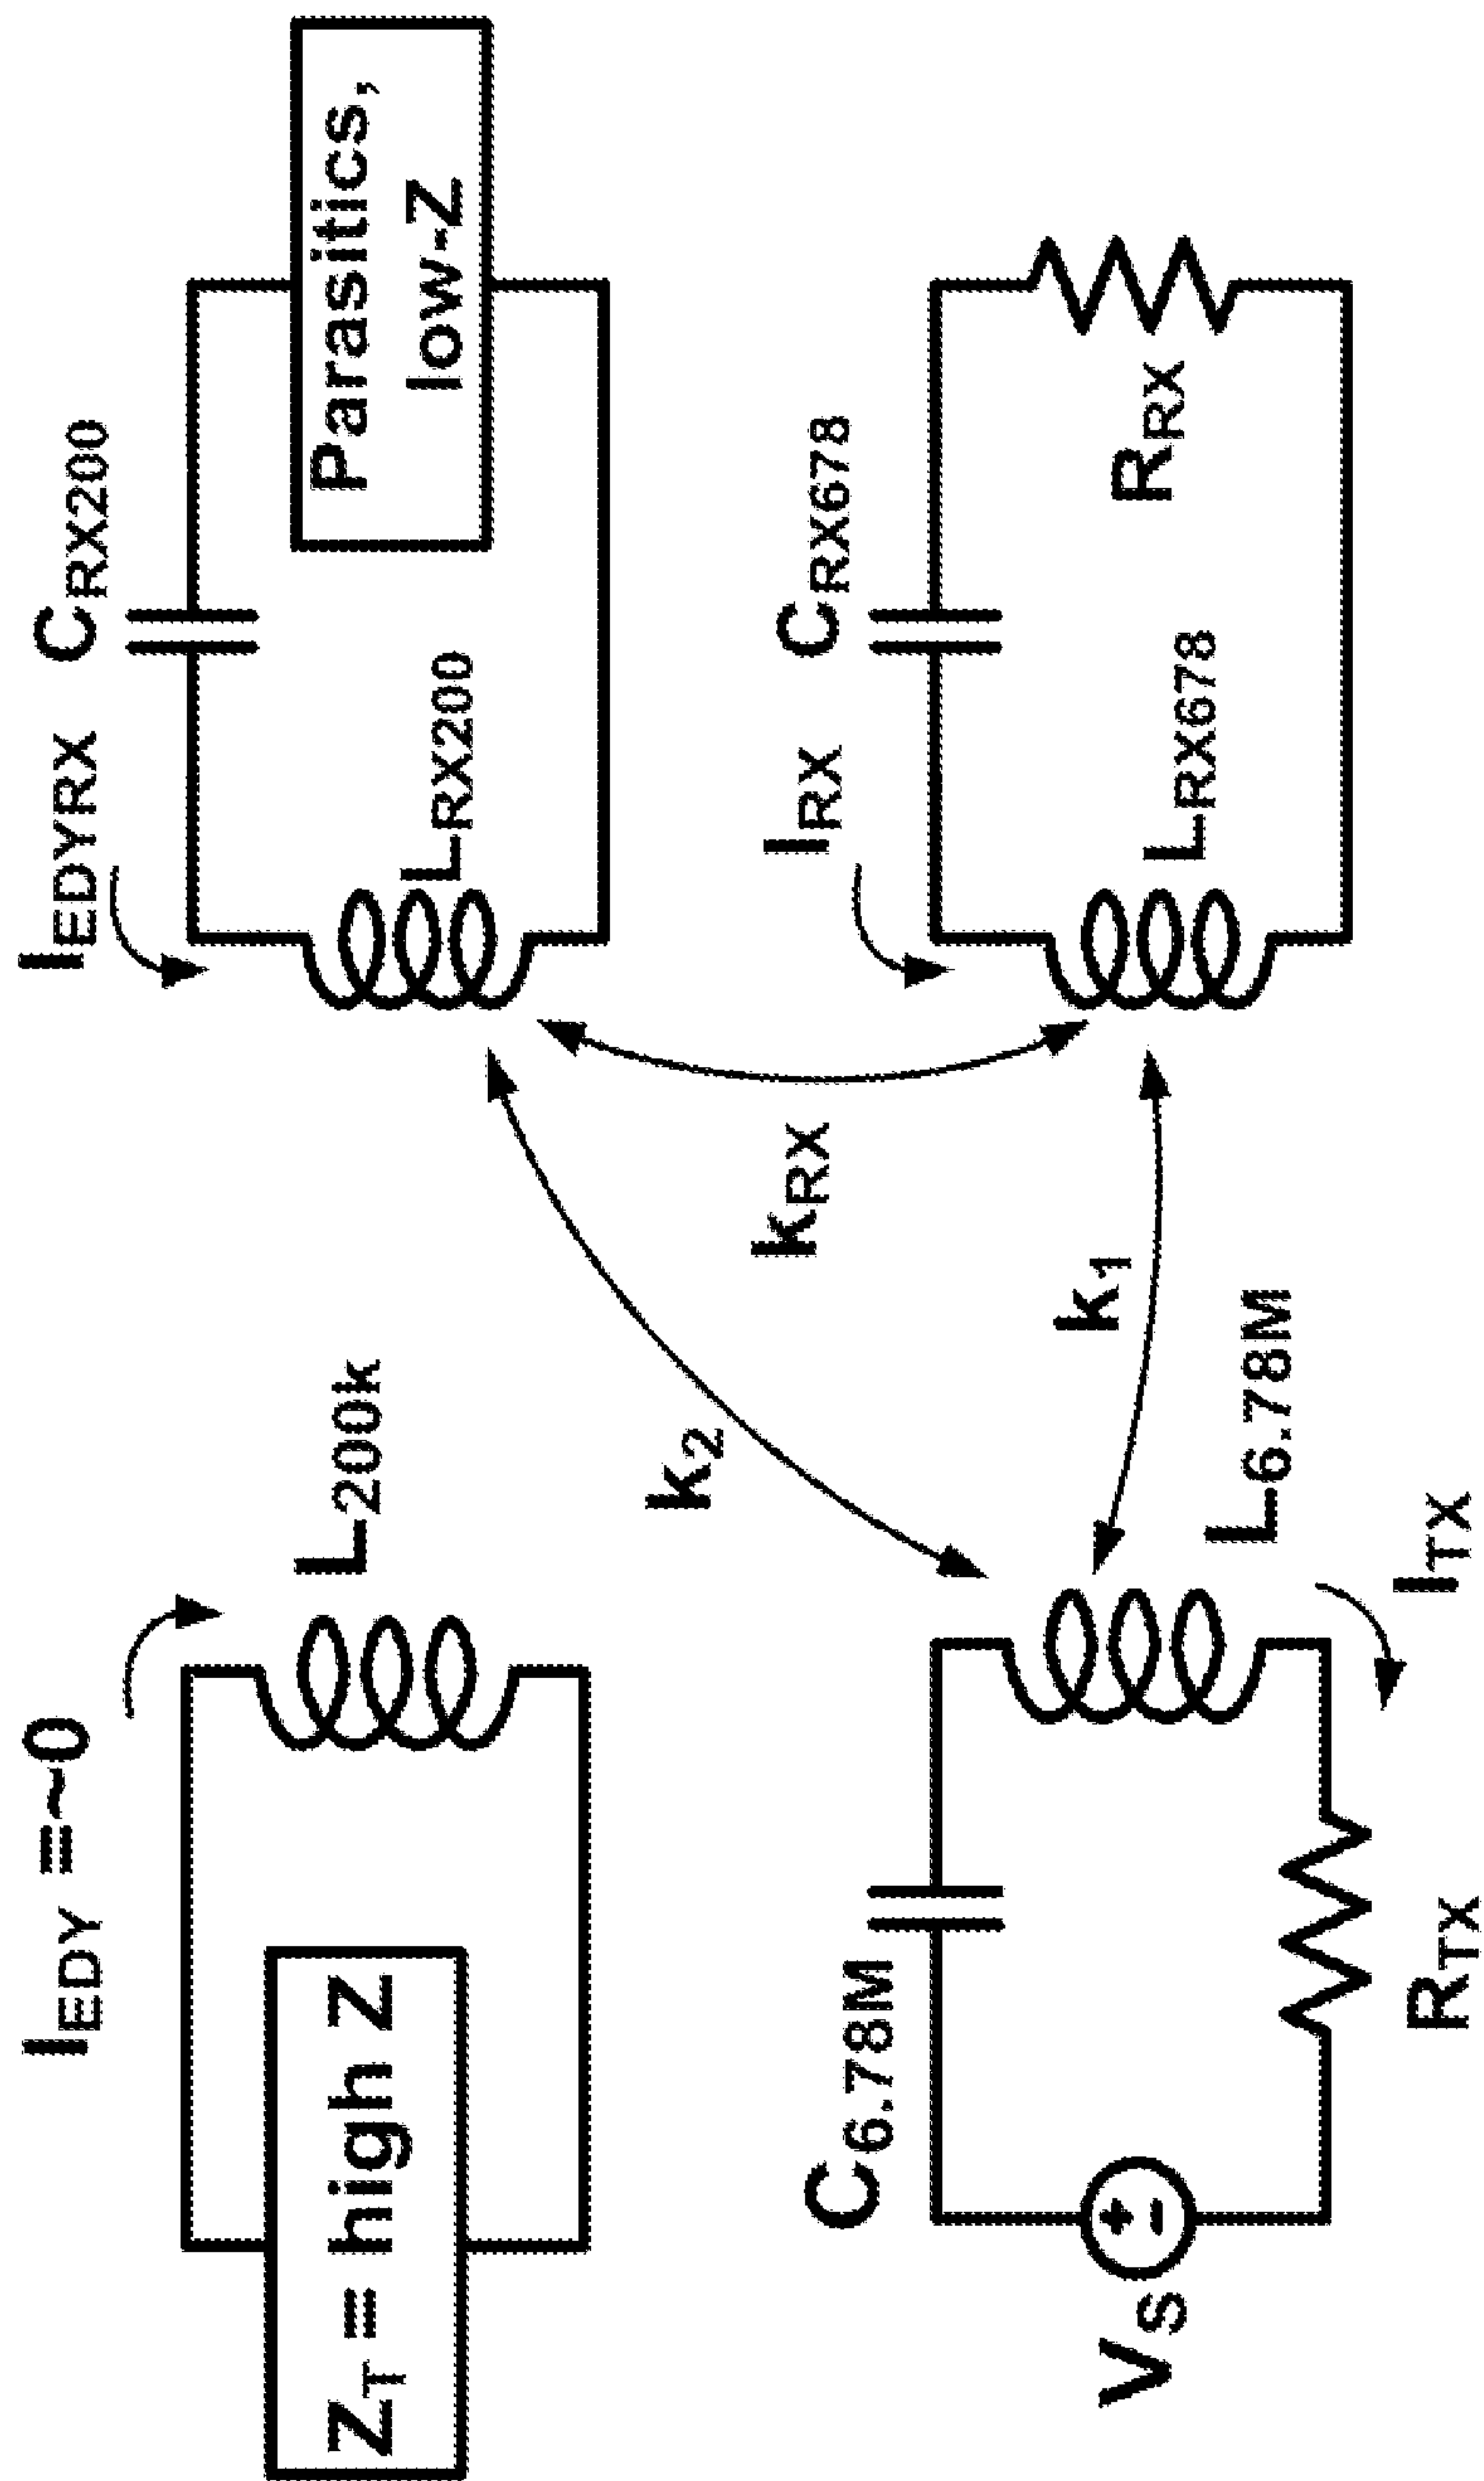 I_EDY =~0
Z_T = high Z
L_200k
I_EDYRX
C_RX200
L_RX200
Parasitics,
low-Z
k_2
k_RX
k_1
C_6.78M
V_S
L_6.78M
R_TX
I_TX
I_RX
C_RX678
L_RX678
R_RX